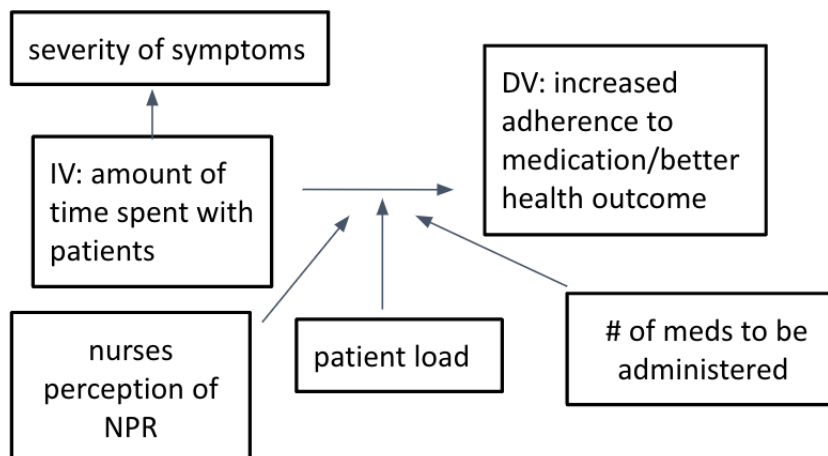 severity of symptoms
IV: amount of
time spent with
patients
DV: increased
adherence to
medication/better
health outcome
nurses
perception of
NPR
patient load
# of meds to be
administered